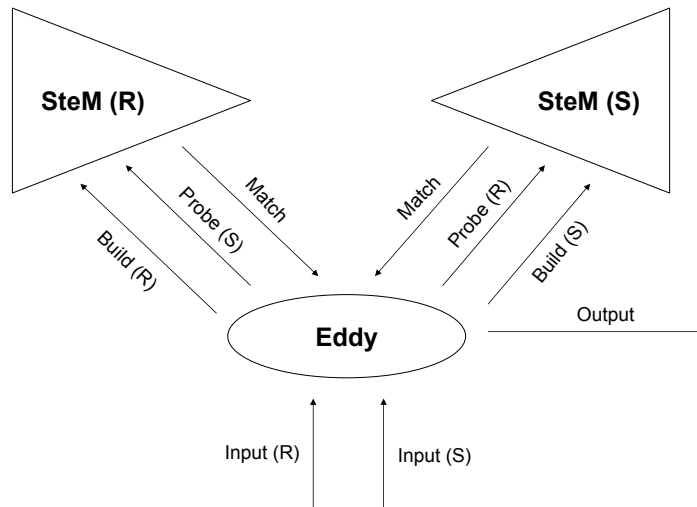 SteM (R)
SteM (S)
Match
Probe (S)
Build (R)
Match
Probe (R)
Build (S)
Eddy
Output
Input (R)
Input (S)